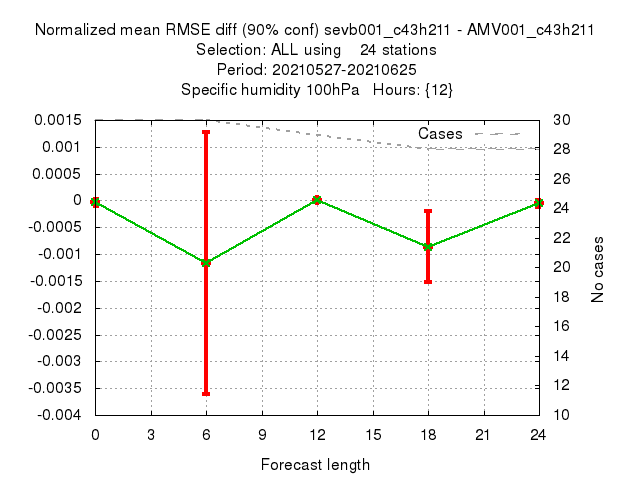 Normalized mean RMSE diff (90% conf) sevb001_c43h211 - AMV001_c43h211
Selection: ALL using 24 stations
Period: 20210527-20210625
Specific humidity 100hPa Hours: {12}
Cases
0.0015
0.001
0.0005
0
-0.0005
-0.001
-0.0015
-0.002
-0.0025
-0.003
-0.0035
-0.004
30
28
26
24
22
20
18
16
14
12
10
No cases
0 3 6 9 12 15 18 21 24
Forecast length